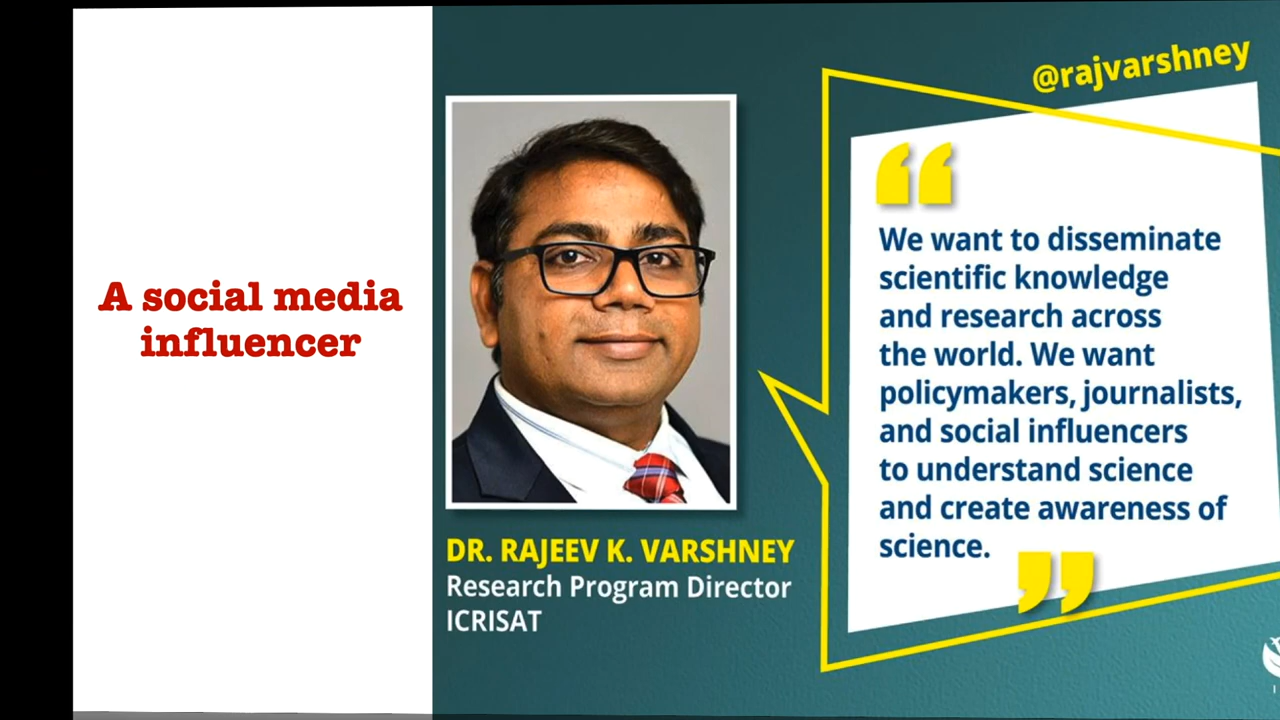 A social media
influencer
@rajvarshney
“
We want to disseminate
scientific knowledge
and research across
the world. We want
policymakers, journalists,
and social influencers
to understand science
and create awareness of
science.
”
DR. RAJEEV K. VARSHNEY
Research Program Director
ICRISAT